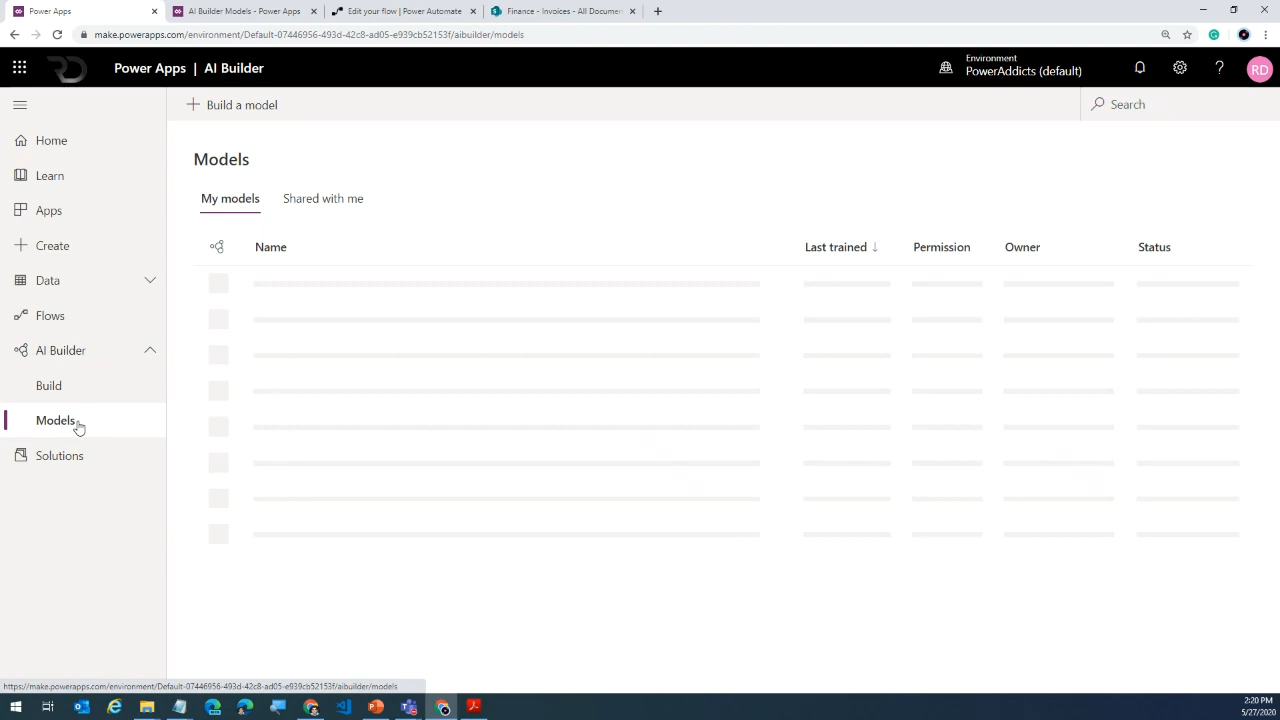 Power Apps
AI Builder Models - Power Apps
Edit your flow | Power Automate
Finance - Invoices - All Documen
make.powerapps.com/environment/Default-07446956-493d-42c8-ad05-e939cb52153f/aibuilder/models
Power Apps | AI Builder
Environment
PowerAddicts (default)
?
RD
Build a model
Search
Home
Learn
Apps
Create
Data
Flows
AI Builder
Build
Models
Solutions
Models
My models
Shared with me
Name
Last trained ↓
Permission
Owner
Status
https://make.powerapps.com/environment/Default-07446956-493d-42c8-ad05-e939cb52153f/aibuilder/models
2:20 PM
5/27/2020